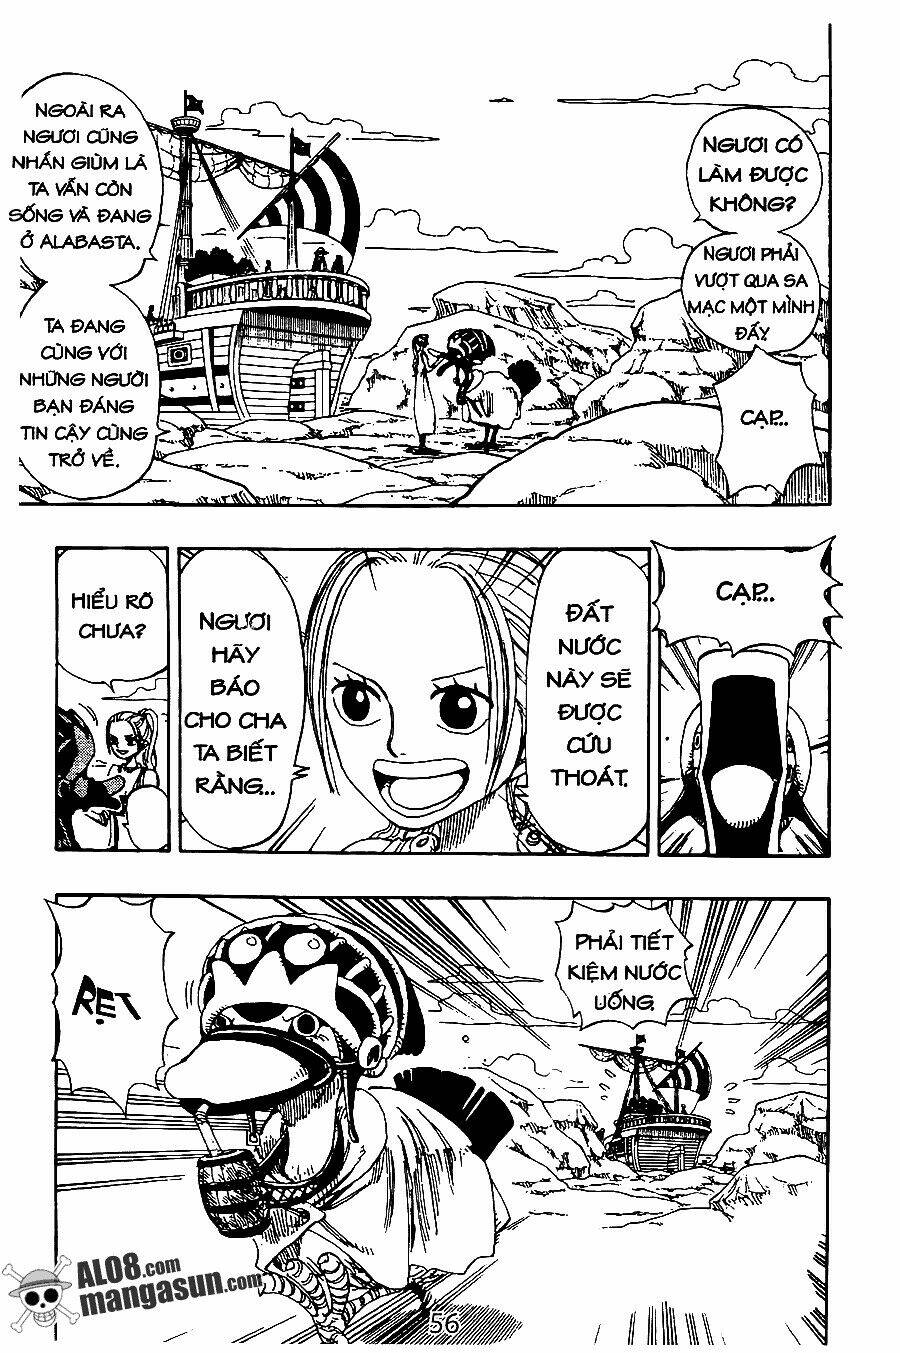 NGƯƠI CÓ
LÀM ĐƯỢC
KHÔNG?
NGƯƠI PHẢI
VƯỢT QUA SA
MẠC MỘT MÌNH
ĐẤY.
CẠP...
NGOÀI RA
NGƯƠI CŨNG
NHẮN GIÙM LÀ
TA VẪN CÒN
SỐNG VÀ ĐANG
Ở ALABASTA.
TA ĐANG
CÙNG VỚI
NHỮNG NGƯỜI
BẠN ĐÁNG
TIN CẬY CÙNG
TRỞ VỀ.
CẠP...
ĐẤT
NƯỚC
NÀY SẼ
ĐƯỢC
CỨU
THOÁT.
NGƯƠI
HÃY
BÁO
CHO CHA
TA BIẾT
RẰNG...
HIỂU RÕ
CHƯA?
PHẢI TIẾT
KIỆM NƯỚC
UỐNG.
RẸT
AL08.com
mangasun.com
56